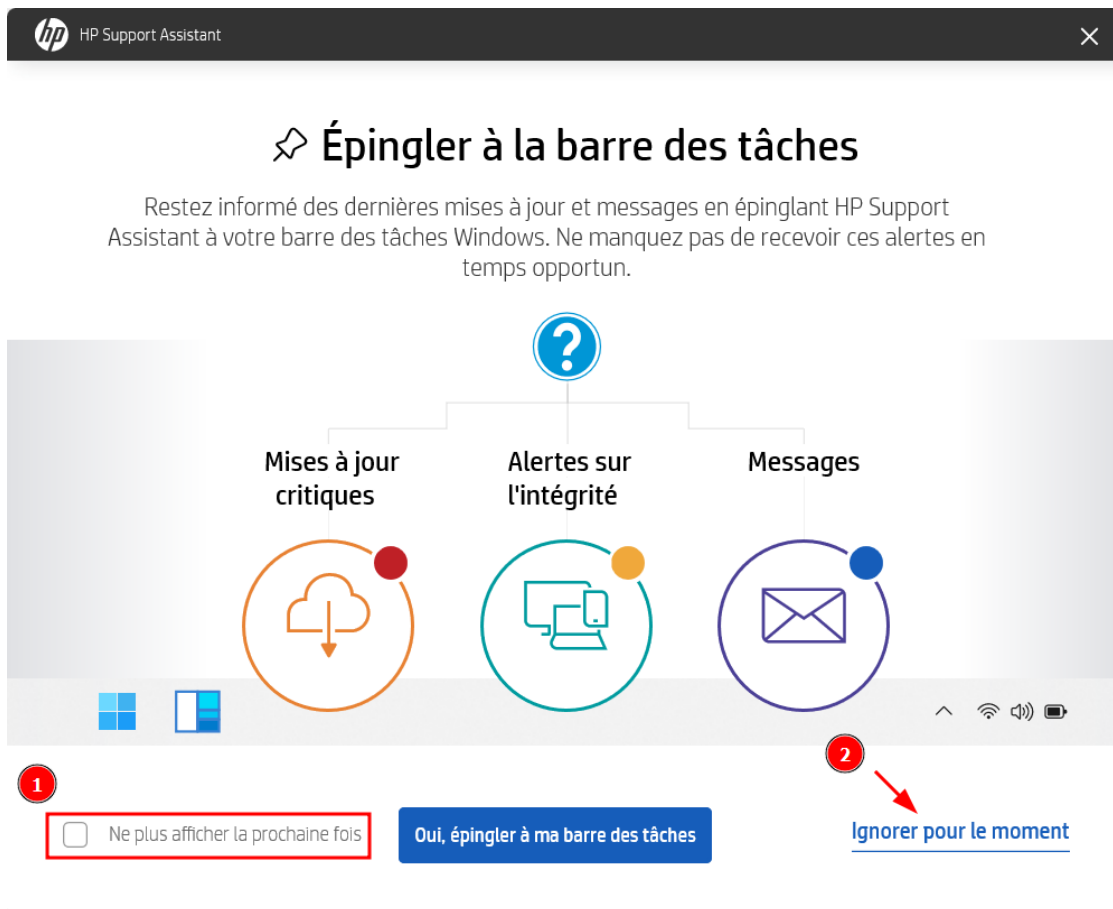 hp HP Support Assistant
Épingler à la barre des tâches
Restez informé des dernières mises à jour et messages en épinglant HP Support
Assistant à votre barre des tâches Windows. Ne manquez pas de recevoir ces alertes en
temps opportun.
?
Mises à jour
critiques
Alertes sur
l'intégrité
Messages
1
2
Ne plus afficher la prochaine fois
Oui, épingler à ma barre des tâches
Ignorer pour le moment